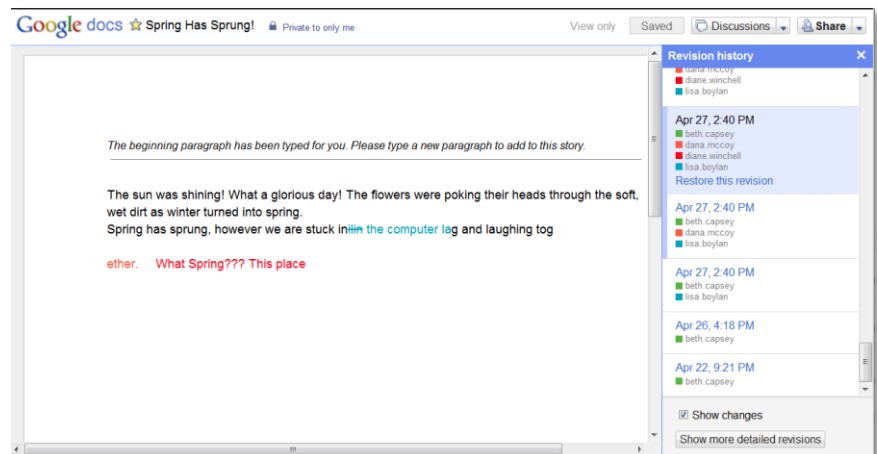 Google docs Spring Has Sprung! Private to only me View only Saved Discussions Share
The beginning paragraph has been typed for you. Please type a new paragraph to add to this story.
The sun was shining! What a glorious day! The flowers were poking their heads through the soft,
wet dirt as winter turned into spring.
Spring has sprung, however we are stuck inilin the computer lag and laughing tog
ether. What Spring??? This place
Revision history
dana.mccoy
diane.winchell
lisa.boylan
Apr 27, 2:40 PM
beth.capsey
dana.mccoy
diane.winchell
lisa.boylan
Restore this revision
Apr 27, 2:40 PM
beth.capsey
dana.mccoy
lisa.boylan
Apr 27, 2:40 PM
beth.capsey
lisa.boylan
Apr 26, 4:18 PM
beth.capsey
Apr 22, 9:21 PM
beth.capsey
Show changes
Show more detailed revisions